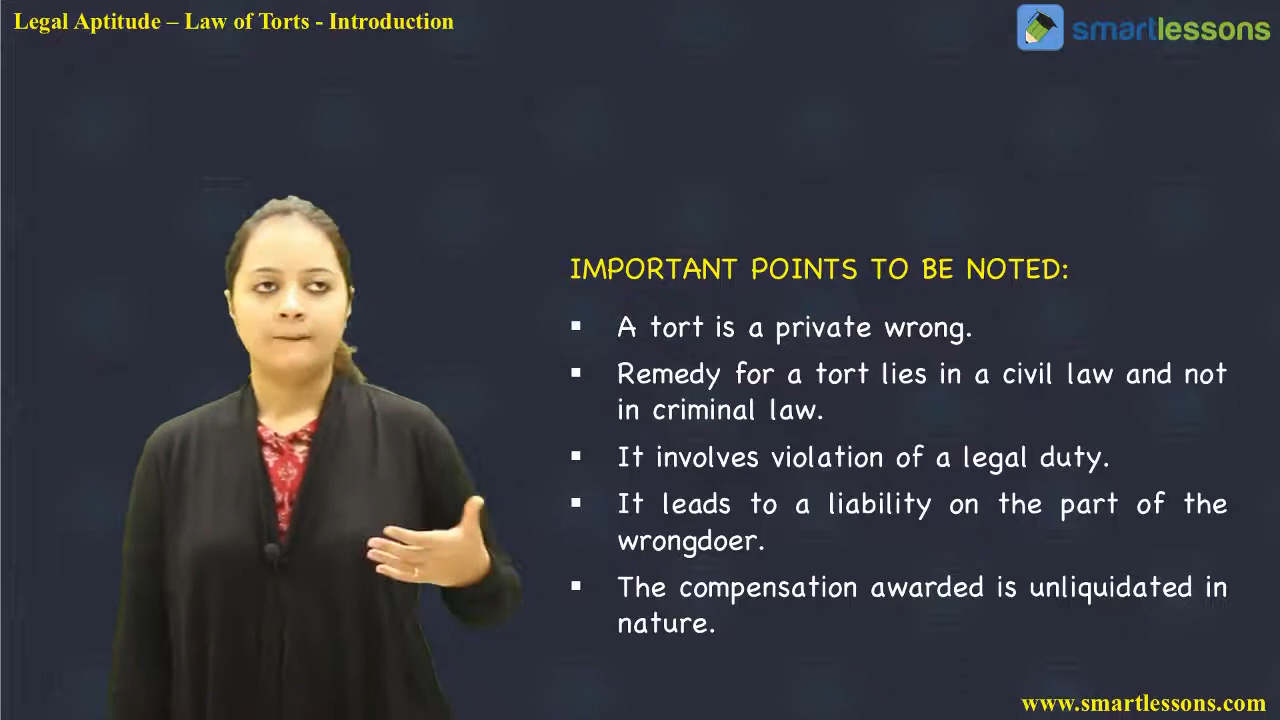 Legal Aptitude – Law of Torts - Introduction
smartlessons
IMPORTANT POINTS TO BE NOTED:
▪ A tort is a private wrong.
▪ Remedy for a tort lies in a civil law and not
in criminal law.
▪ It involves violation of a legal duty.
▪ It leads to a liability on the part of the
wrongdoer.
▪ The compensation awarded is unliquidated in
nature.
www.smartlessons.com